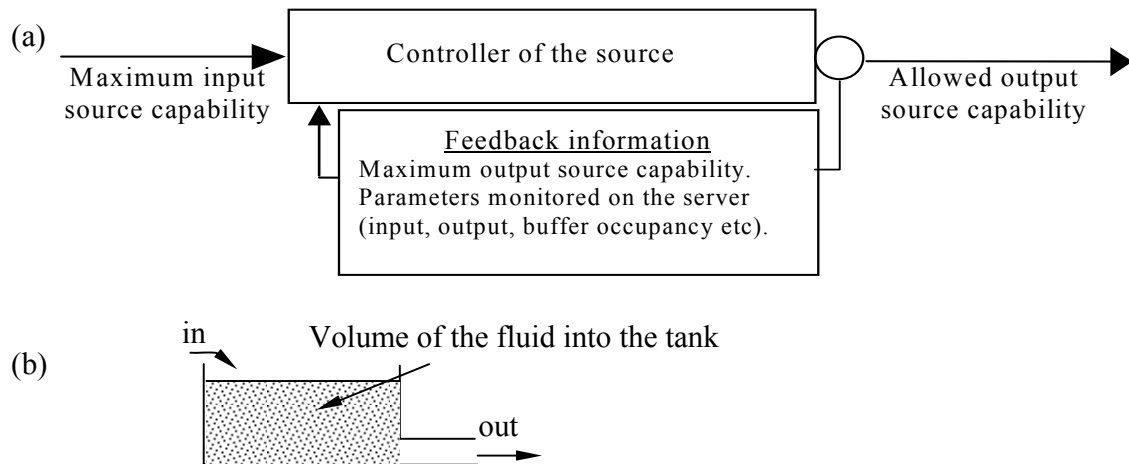 (a)
Controller of the source
Maximum input
source capability
Allowed output
source capability
Feedback information
Maximum output source capability.
Parameters monitored on the server
(input, output, buffer occupancy etc).
(b)
in
Volume of the fluid into the tank
out